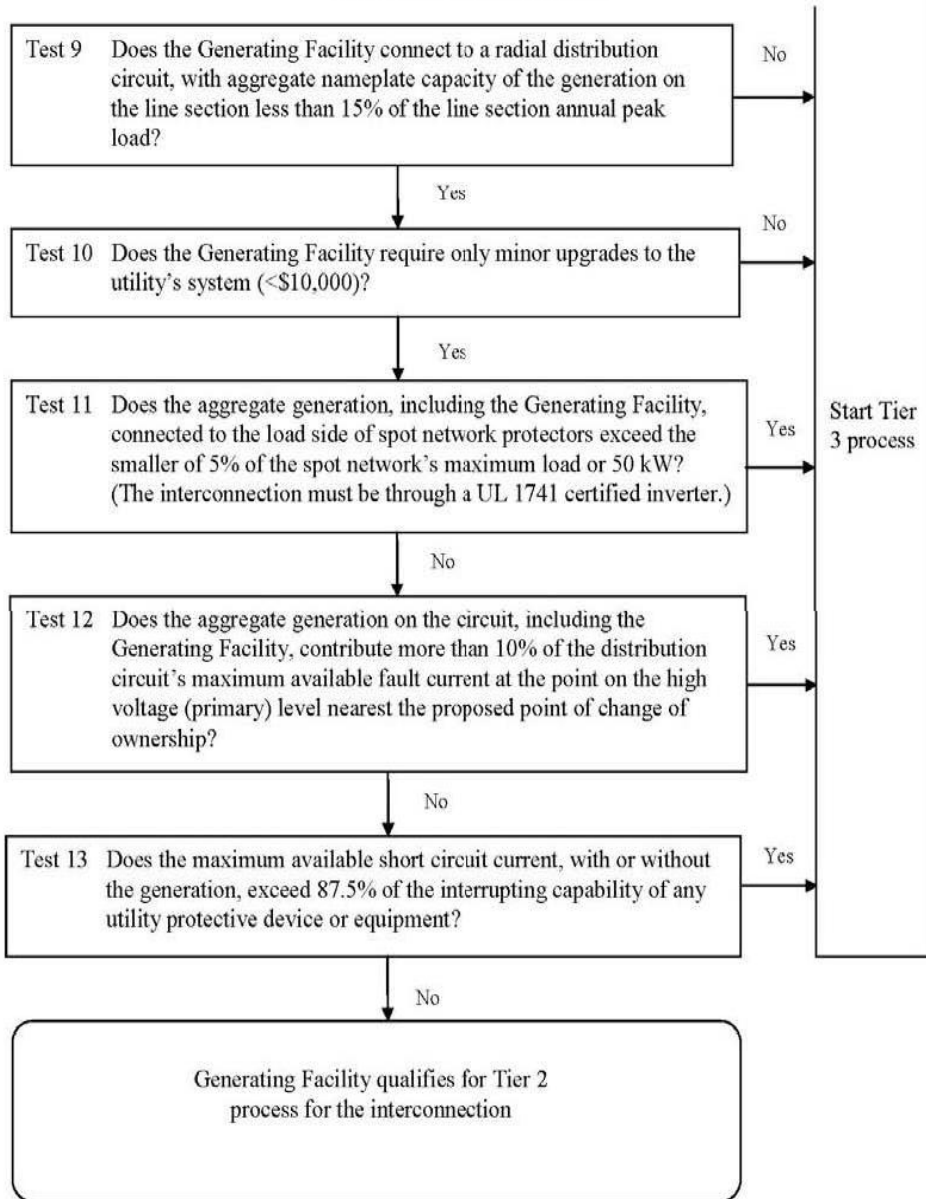 Test 9 Does the Generating Facility connect to a radial distribution
circuit, with aggregate nameplate capacity of the generation on
the line section less than 15% of the line section annual peak
load?
No
Yes
Test 10 Does the Generating Facility require only minor upgrades to the
utility's system (<$10,000)?
No
Yes
Test 11 Does the aggregate generation, including the Generating Facility,
connected to the load side of spot network protectors exceed the
smaller of 5% of the spot network's maximum load or 50 kW?
(The interconnection must be through a UL 1741 certified inverter.)
Yes
Start Tier
3 process
No
Test 12 Does the aggregate generation on the circuit, including the
Generating Facility, contribute more than 10% of the distribution
circuit's maximum available fault current at the point on the high
voltage (primary) level nearest the proposed point of change of
ownership?
Yes
No
Test 13 Does the maximum available short circuit current, with or without
the generation, exceed 87.5% of the interrupting capability of any
utility protective device or equipment?
Yes
No
Generating Facility qualifies for Tier 2
process for the interconnection